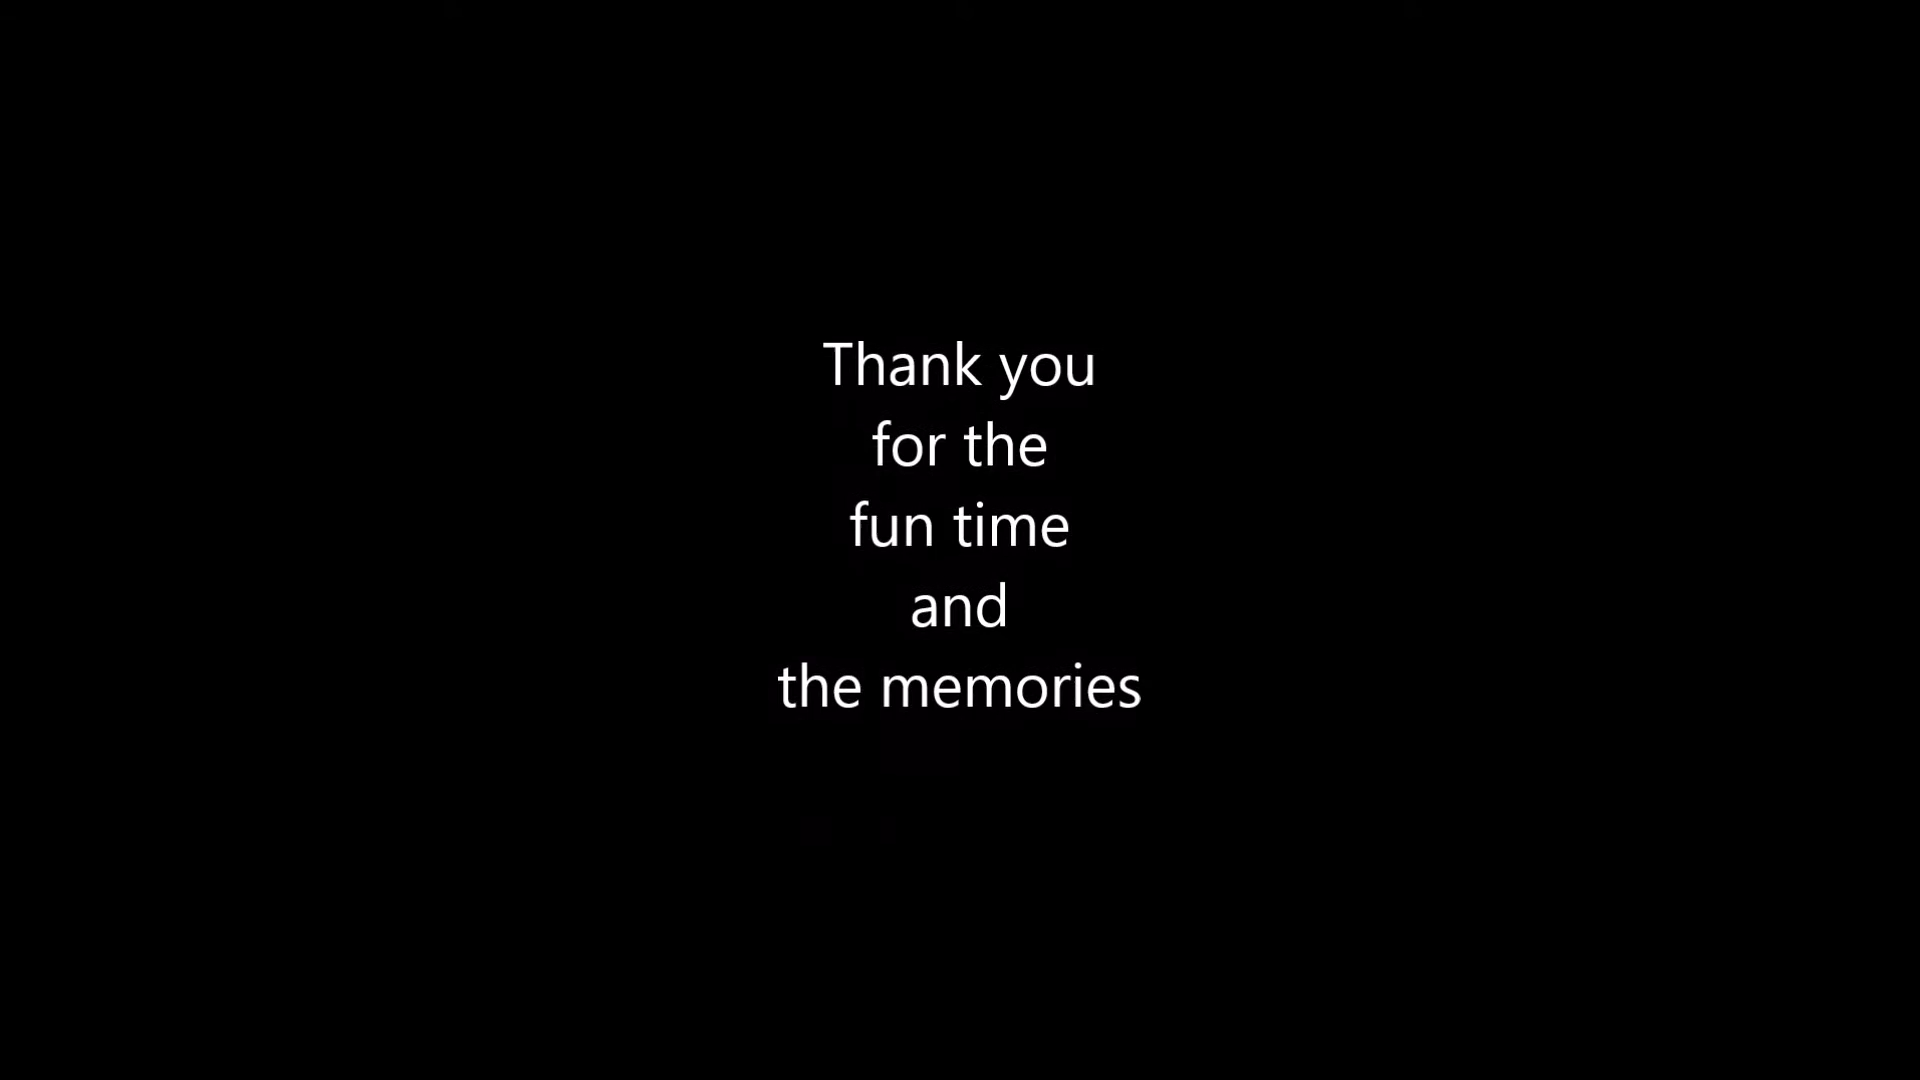 Thank you
for the
fun time
and
the memories